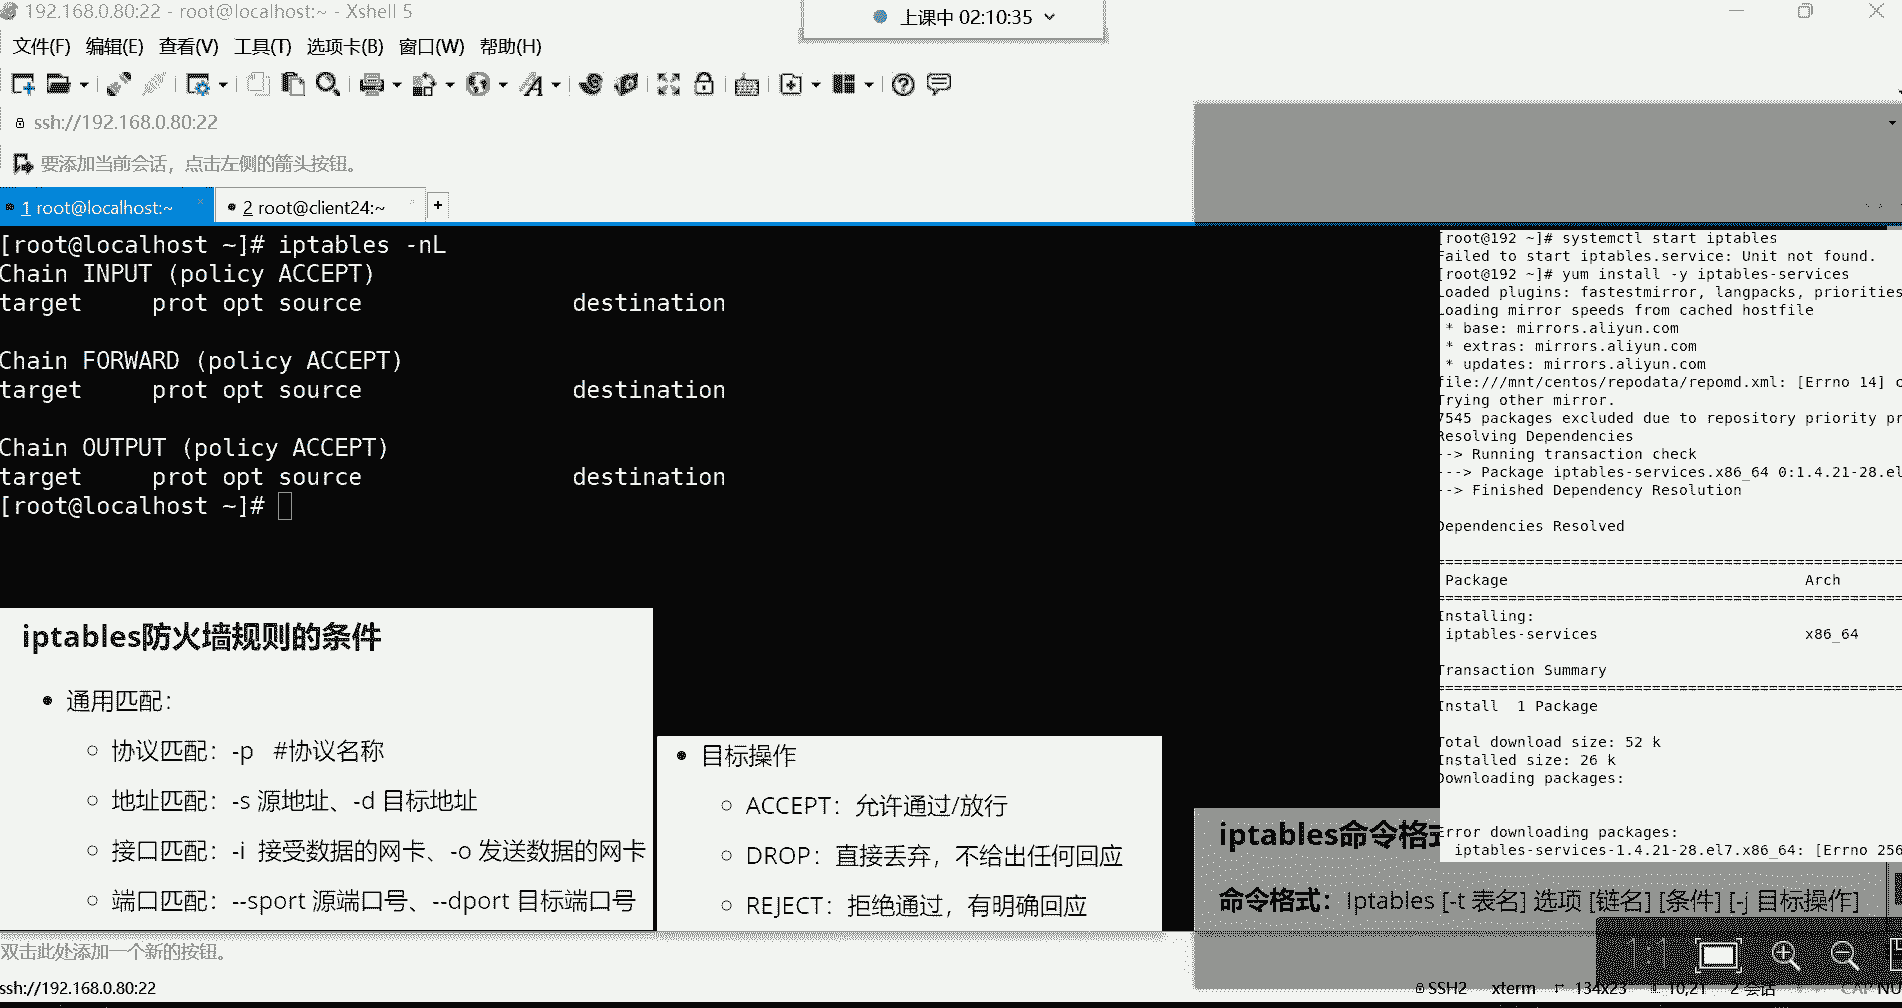 192.168.0.80:22 - root@localhost:~ - Xshell 5
上课中 02:10:35
文件(F) 编辑(E) 查看(V) 工具(T) 选项卡(B) 窗口(W) 帮助(H)
ssh://192.168.0.80:22
要添加当前会话，点击左侧的箭头按钮。
1 root@localhost:~
2 root@client24:~
[root@localhost ~]# iptables -nL
Chain INPUT (policy ACCEPT)
target prot opt source destination
Chain FORWARD (policy ACCEPT)
target prot opt source destination
Chain OUTPUT (policy ACCEPT)
target prot opt source destination
[root@localhost ~]#
[root@192 ~]# systemctl start iptables
Failed to start iptables.service: Unit not found.
[root@192 ~]# yum install -y iptables-services
Loaded plugins: fastestmirror, langpacks, priorities
Loading mirror speeds from cached hostfile
* base: mirrors.aliyun.com
* extras: mirrors.aliyun.com
* updates: mirrors.aliyun.com
file:///mnt/centos/repodata/repomd.xml: [Errno 14] c
Trying other mirror.
7545 packages excluded due to repository priority pr
Resolving Dependencies
--> Running transaction check
---> Package iptables-services.x86_64 0:1.4.21-28.el
--> Finished Dependency Resolution
Dependencies Resolved
Package Arch
Installing:
iptables-services x86_64
Transaction Summary
Install 1 Package
Total download size: 52 k
Installed size: 26 k
Downloading packages:
Error downloading packages:
iptables-services-1.4.21-28.el7.x86_64: [Errno 256
iptables防火墙规则的条件
• 通用匹配：
○ 协议匹配：-p #协议名称
○ 地址匹配：-s 源地址、-d 目标地址
○ 接口匹配：-i 接受数据的网卡、-o 发送数据的网卡
○ 端口匹配：--sport 源端口号、--dport 目标端口号
• 目标操作
○ ACCEPT：允许通过/放行
○ DROP：直接丢弃，不给出任何回应
○ REJECT：拒绝通过，有明确回应
iptables命令格式
命令格式：Iptables [-t 表名] 选项 [链名] [条件] [-j 目标操作]
双击此处添加一个新的按钮。
ssh://192.168.0.80:22
SSH2 xterm 134x23 10,21 2 会话